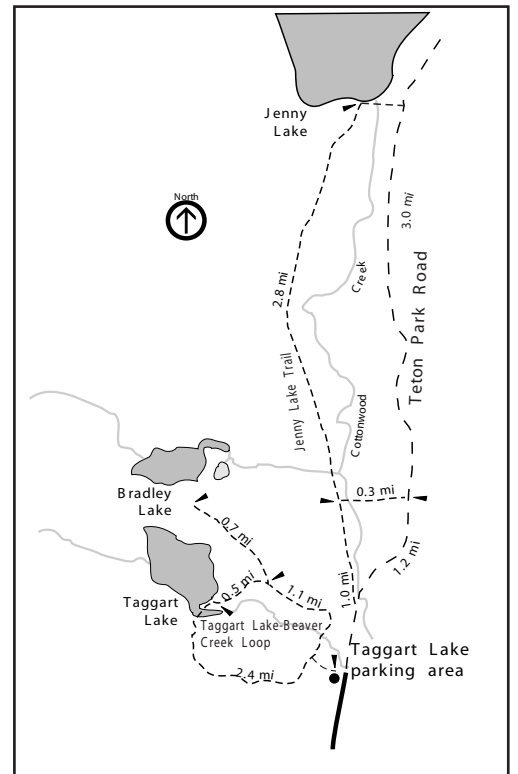 Jenny
Lake
North
3.0 mi
Creek
2.8 mi
Teton Park Road
Jenny Lake Trail
Cottonwood
Bradley
Lake
0.3 mi
0.7 mi
1.2 mi
0.5 mi
1.1 mi
1.0 mi
Taggart
Lake
Taggart Lake-Beaver
Creek Loop
2.4 mi
Taggart Lake
parking area